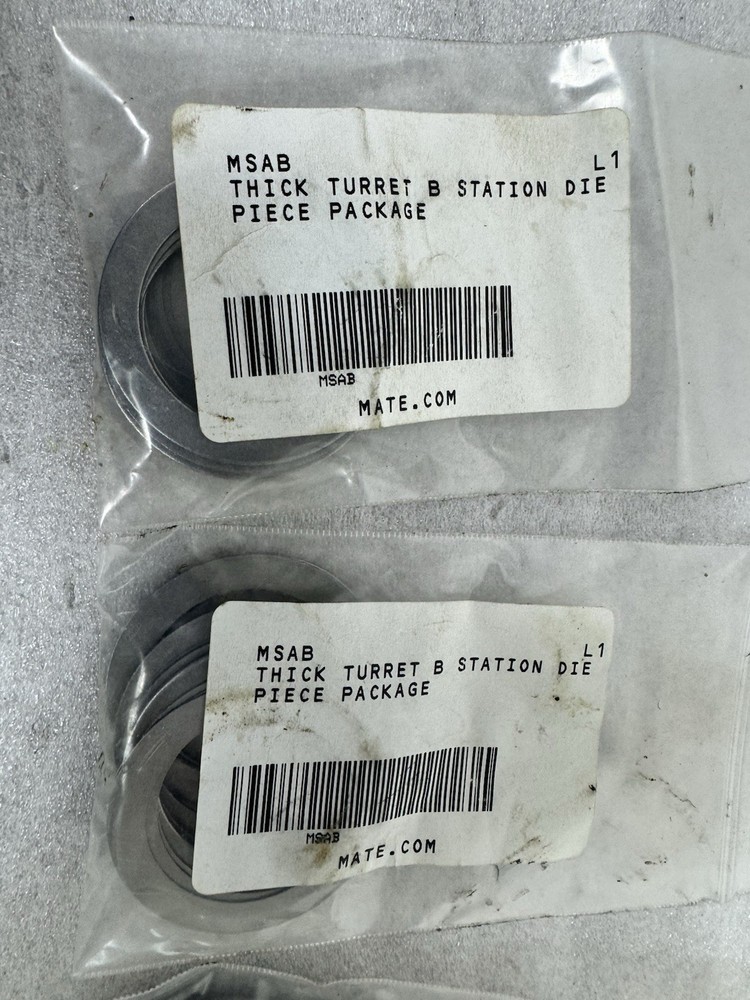 MSAB L1
THICK TURRET B STATION DIE
PIECE PACKAGE
MSAB
MATE.COM
MSAB L1
THICK TURRET B STATION DIE
PIECE PACKAGE
MSAB
MATE.COM